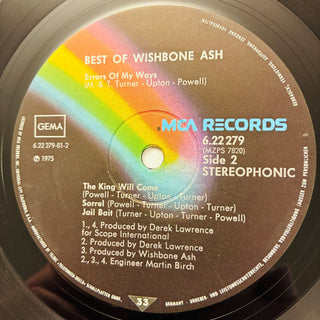 BEST OF WISHBONE ASH
Errors Of My Ways
(M. & T. Turner - Upton - Powell)
MCA RECORDS
GEMA
6.22 279-01-2
℗ 1975
6.22 279
(MZPS 7820)
Side 2
STEREOPHONIC
The King Will Come
(Powell - Turner - Upton - Turner)
Sorrel (Powell - Turner - Upton - Turner)
Jail Bait (Turner - Upton - Turner - Powell)
1., 4. Produced by Derek Lawrence
for Scope International
2. Produced by Derek Lawrence
3. Produced by Wishbone Ash
2., 3., 4. Engineer Martin Birch
33
GERMANY